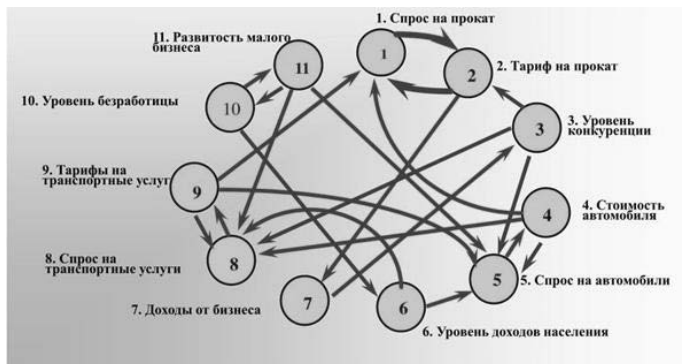 1. Спрос на прокат
1
2. Тариф на прокат
2
3. Уровень
конкуренции
3
4. Стоимость
автомобиля
4
5. Спрос на автомобили
5
6. Уровень доходов населения
6
7. Доходы от бизнеса
7
8. Спрос на
транспортные услуги
8
9. Тарифы на
транспортные услуг
9
10. Уровень безработицы
10
11. Развитость малого
бизнеса
11